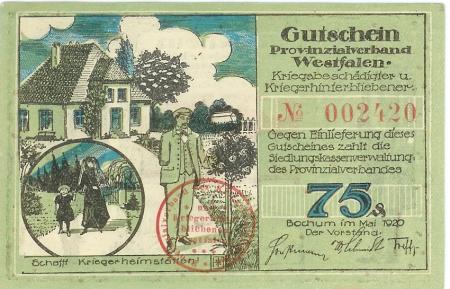 Gutschein
Provinzialverband
Westfalen.
Kriegsbeschädigter u.
Kriegerhinterbliebener.
№ 002420
Gegen Einlieferung dieses
Gutscheines zahlt die
Siedlungskassenverwaltung
des Provinzialverbandes
75 ₰
Bochum im Mai 1920
Der Vorstand:
Schafft Kriegerheimstätten!